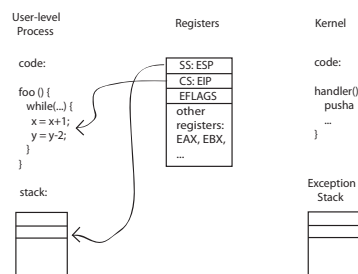 User-level
Process
code:
foo () {
while(...) {
x = x+1;
y = y-2;
}
}
stack:
Registers
SS: ESP
CS: EIP
EFLAGS
other
registers:
EAX, EBX,
...
Kernel
code:
handler()
pusha
...
}
Exception
Stack